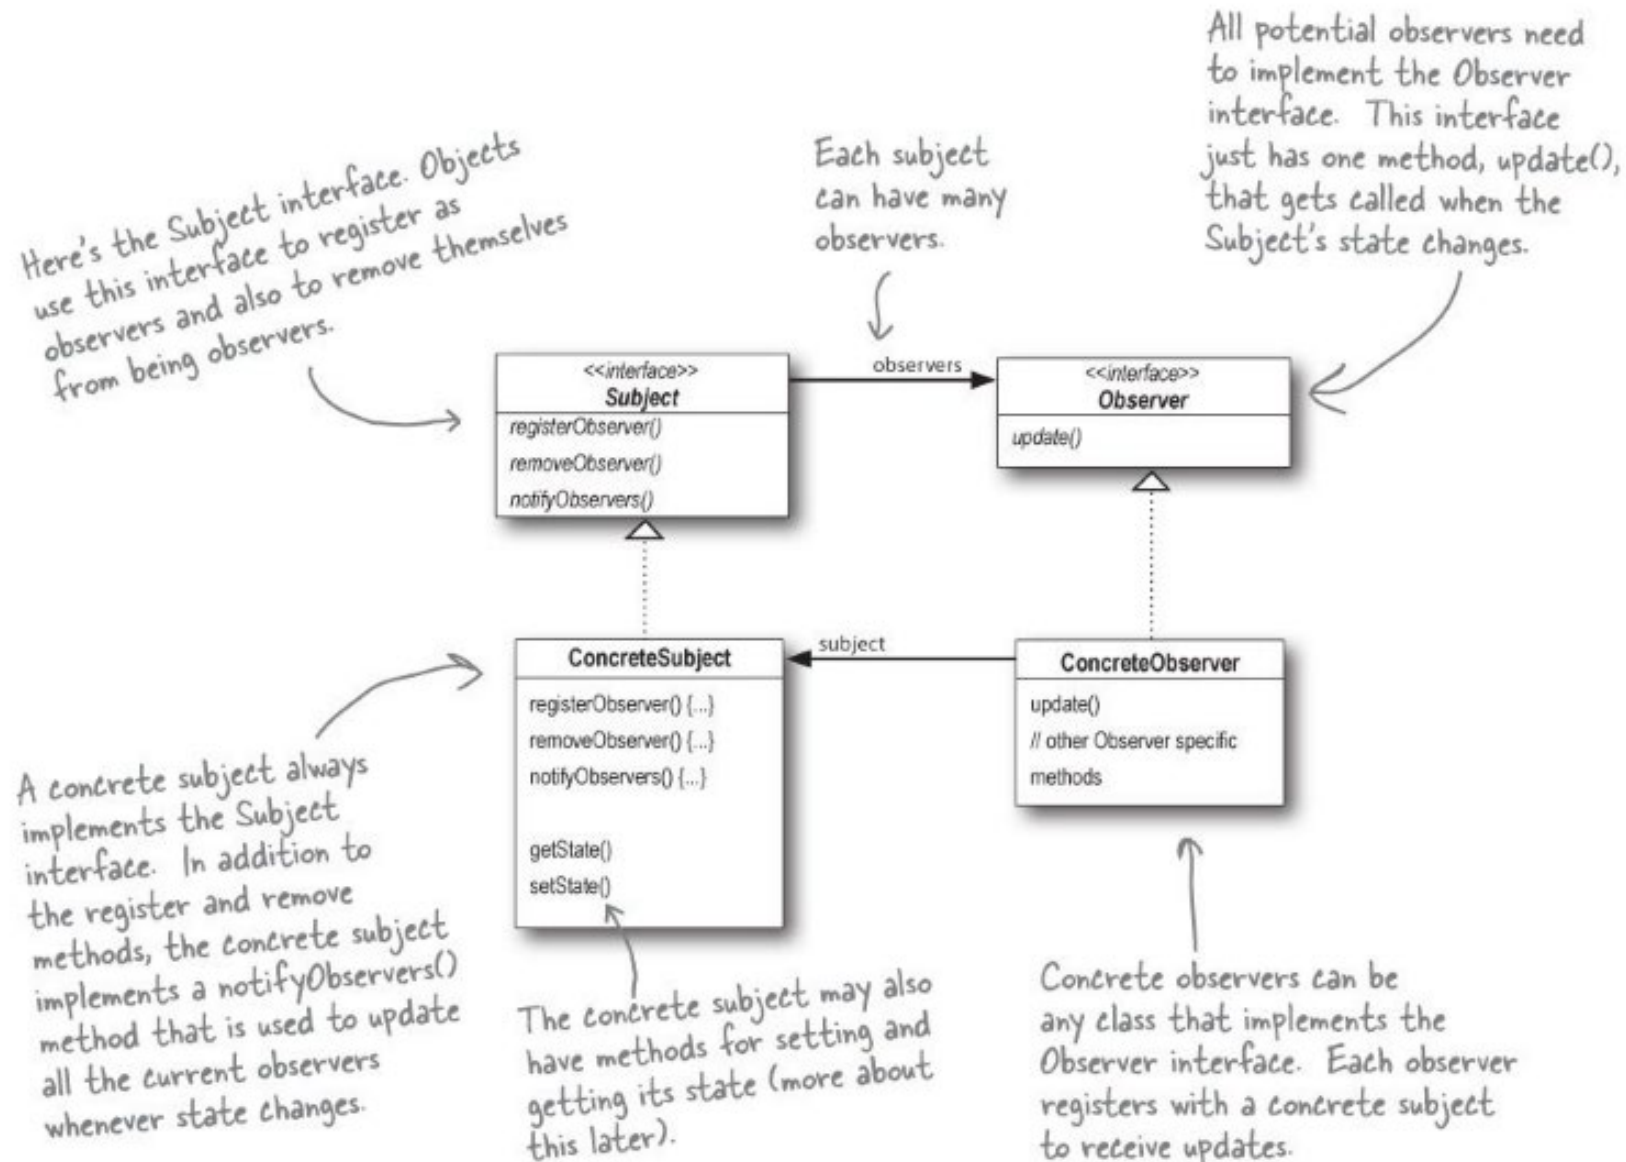 All potential observers need
to implement the Observer
interface. This interface
just has one method, update(),
that gets called when the
Subject's state changes.
Each subject
can have many
observers.
Here's the Subject interface. Objects
use this interface to register as
observers and also to remove themselves
from being observers.
<<interface>>
Subject
registerObserver()
removeObserver()
notifyObservers()
observers
<<interface>>
Observer
update()
ConcreteSubject
registerObserver() {...}
removeObserver() {...}
notifyObservers() {...}
getState()
setState()
subject
ConcreteObserver
update()
// other Observer specific
methods
A concrete subject always
implements the Subject
interface. In addition to
the register and remove
methods, the concrete subject
implements a notifyObservers()
method that is used to update
all the current observers
whenever state changes.
The concrete subject may also
have methods for setting and
getting its state (more about
this later).
Concrete observers can be
any class that implements the
Observer interface. Each observer
registers with a concrete subject
to receive updates.